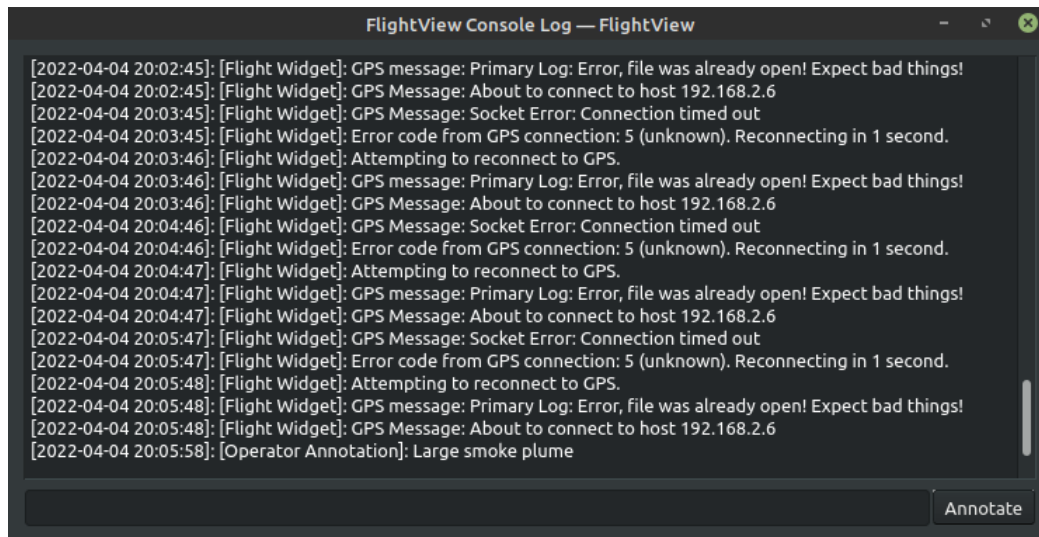 FlightView Console Log — FlightView
[2022-04-04 20:02:45]: [Flight Widget]: GPS message: Primary Log: Error, file was already open! Expect bad things!
[2022-04-04 20:02:45]: [Flight Widget]: GPS Message: About to connect to host 192.168.2.6
[2022-04-04 20:03:45]: [Flight Widget]: GPS Message: Socket Error: Connection timed out
[2022-04-04 20:03:45]: [Flight Widget]: Error code from GPS connection: 5 (unknown). Reconnecting in 1 second.
[2022-04-04 20:03:46]: [Flight Widget]: Attempting to reconnect to GPS.
[2022-04-04 20:03:46]: [Flight Widget]: GPS message: Primary Log: Error, file was already open! Expect bad things!
[2022-04-04 20:03:46]: [Flight Widget]: GPS Message: About to connect to host 192.168.2.6
[2022-04-04 20:04:46]: [Flight Widget]: GPS Message: Socket Error: Connection timed out
[2022-04-04 20:04:46]: [Flight Widget]: Error code from GPS connection: 5 (unknown). Reconnecting in 1 second.
[2022-04-04 20:04:47]: [Flight Widget]: Attempting to reconnect to GPS.
[2022-04-04 20:04:47]: [Flight Widget]: GPS message: Primary Log: Error, file was already open! Expect bad things!
[2022-04-04 20:04:47]: [Flight Widget]: GPS Message: About to connect to host 192.168.2.6
[2022-04-04 20:05:47]: [Flight Widget]: GPS Message: Socket Error: Connection timed out
[2022-04-04 20:05:47]: [Flight Widget]: Error code from GPS connection: 5 (unknown). Reconnecting in 1 second.
[2022-04-04 20:05:48]: [Flight Widget]: Attempting to reconnect to GPS.
[2022-04-04 20:05:48]: [Flight Widget]: GPS message: Primary Log: Error, file was already open! Expect bad things!
[2022-04-04 20:05:48]: [Flight Widget]: GPS Message: About to connect to host 192.168.2.6
[2022-04-04 20:05:58]: [Operator Annotation]: Large smoke plume
Annotate